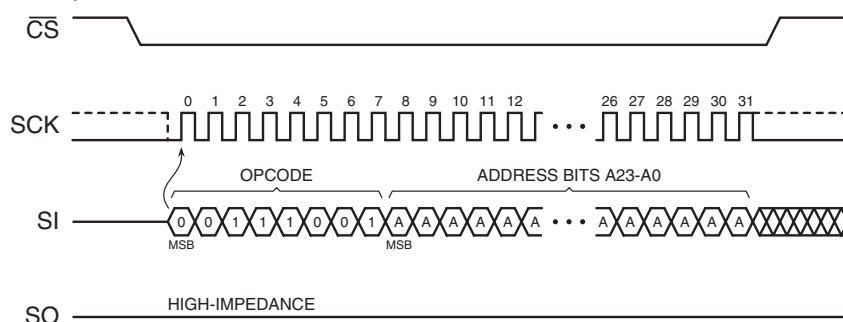 CS
0 1 2 3 4 5 6 7 8 9 10 11 12 26 27 28 29 30 31
SCK
OPCODE ADDRESS BITS A23-A0
SI 0 0 1 1 1 0 0 1 A A A A A A A A A A A A
MSB MSB
HIGH-IMPEDANCE
SO